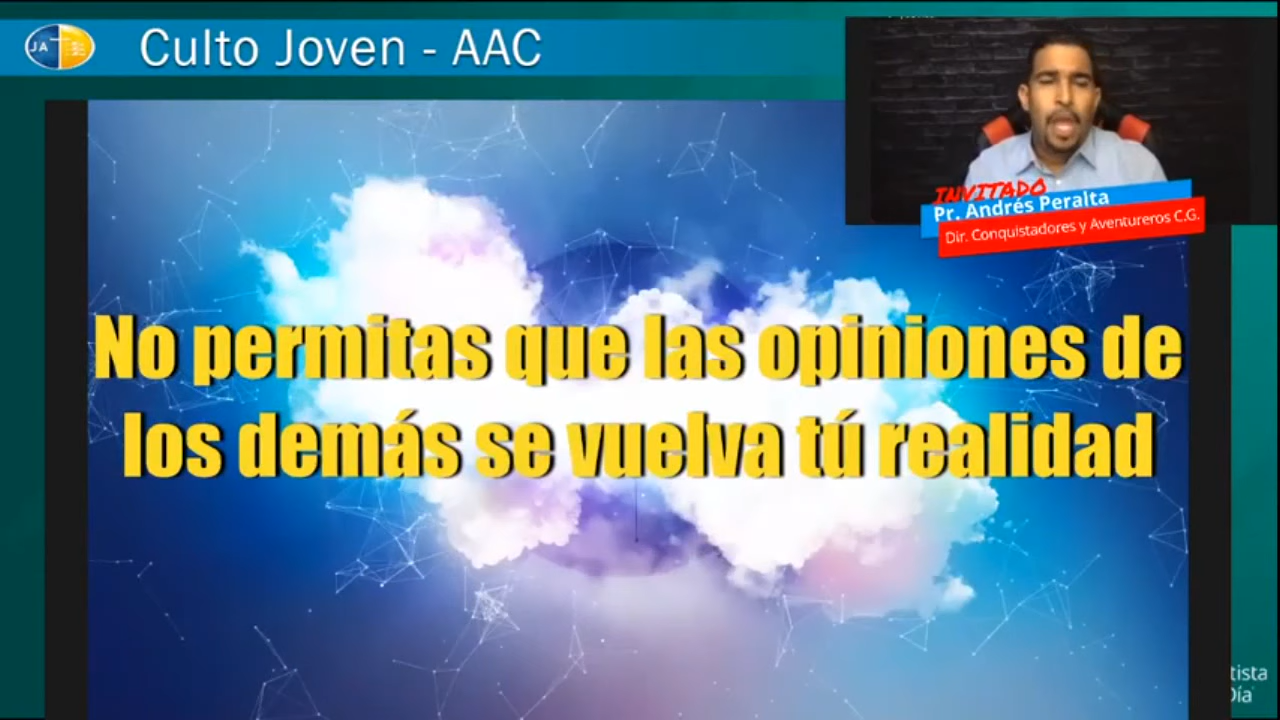 JA
Culto Joven - AAC
INVITADO
Pr. Andrés Peralta
Dir. Conquistadores y Aventureros C.G.
No permitas que las opiniones de
los demás se vuelva tú realidad
tista
Día